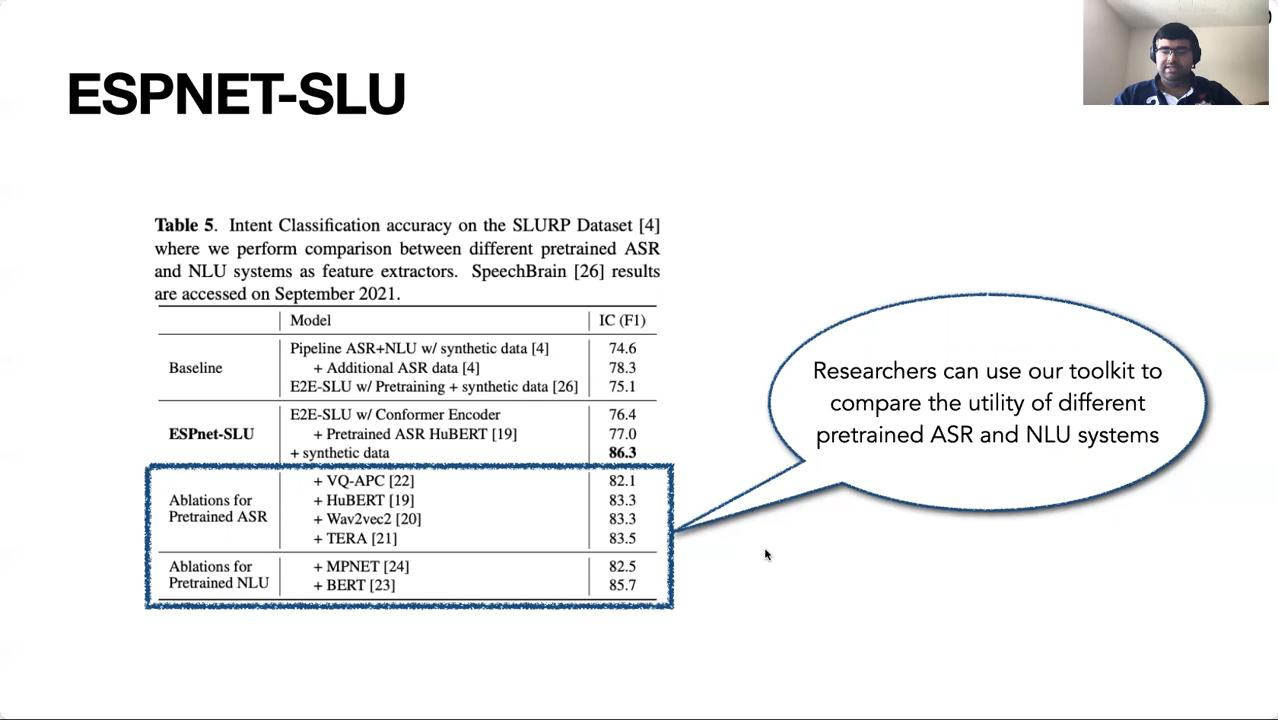 ESPNET-SLU
Table 5. Intent Classification accuracy on the SLURP Dataset [4]
where we perform comparison between different pretrained ASR
and NLU systems as feature extractors. SpeechBrain [26] results
are accessed on September 2021.
Model IC (F1)
Pipeline ASR+NLU w/ synthetic data [4] 74.6
Baseline + Additional ASR data [4] 78.3
E2E-SLU w/ Pretraining + synthetic data [26] 75.1
E2E-SLU w/ Conformer Encoder 76.4
ESPnet-SLU + Pretrained ASR HuBERT [19] 77.0
+ synthetic data 86.3
+ VQ-APC [22] 82.1
Ablations for + HuBERT [19] 83.3
Pretrained ASR + Wav2vec2 [20] 83.3
+ TERA [21] 83.5
Ablations for + MPNET [24] 82.5
Pretrained NLU + BERT [23] 85.7
Researchers can use our toolkit to
compare the utility of different
pretrained ASR and NLU systems